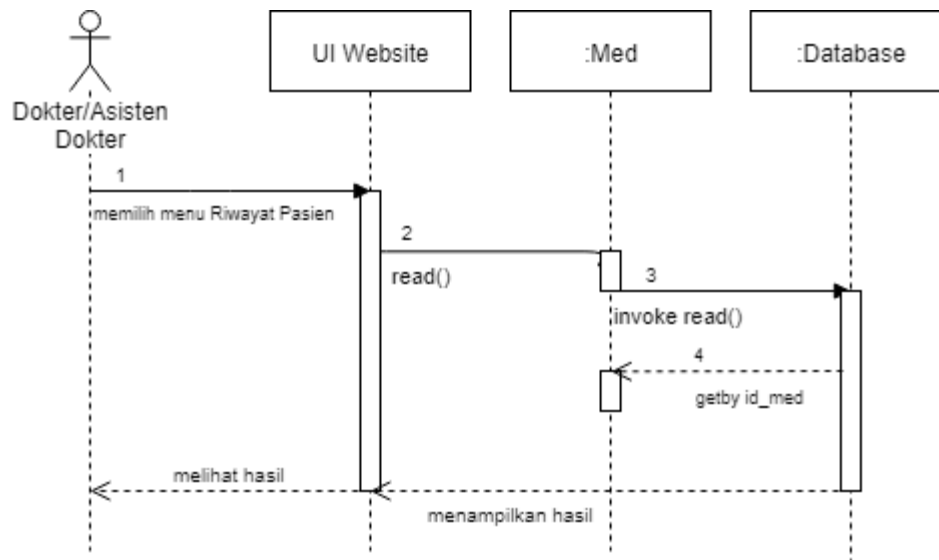 UI Website
:Med
:Database
Dokter/Asisten
Dokter
1
memilih menu Riwayat Pasien
2
read()
3
invoke read()
4
getby id_med
melihat hasil
menampilkan hasil